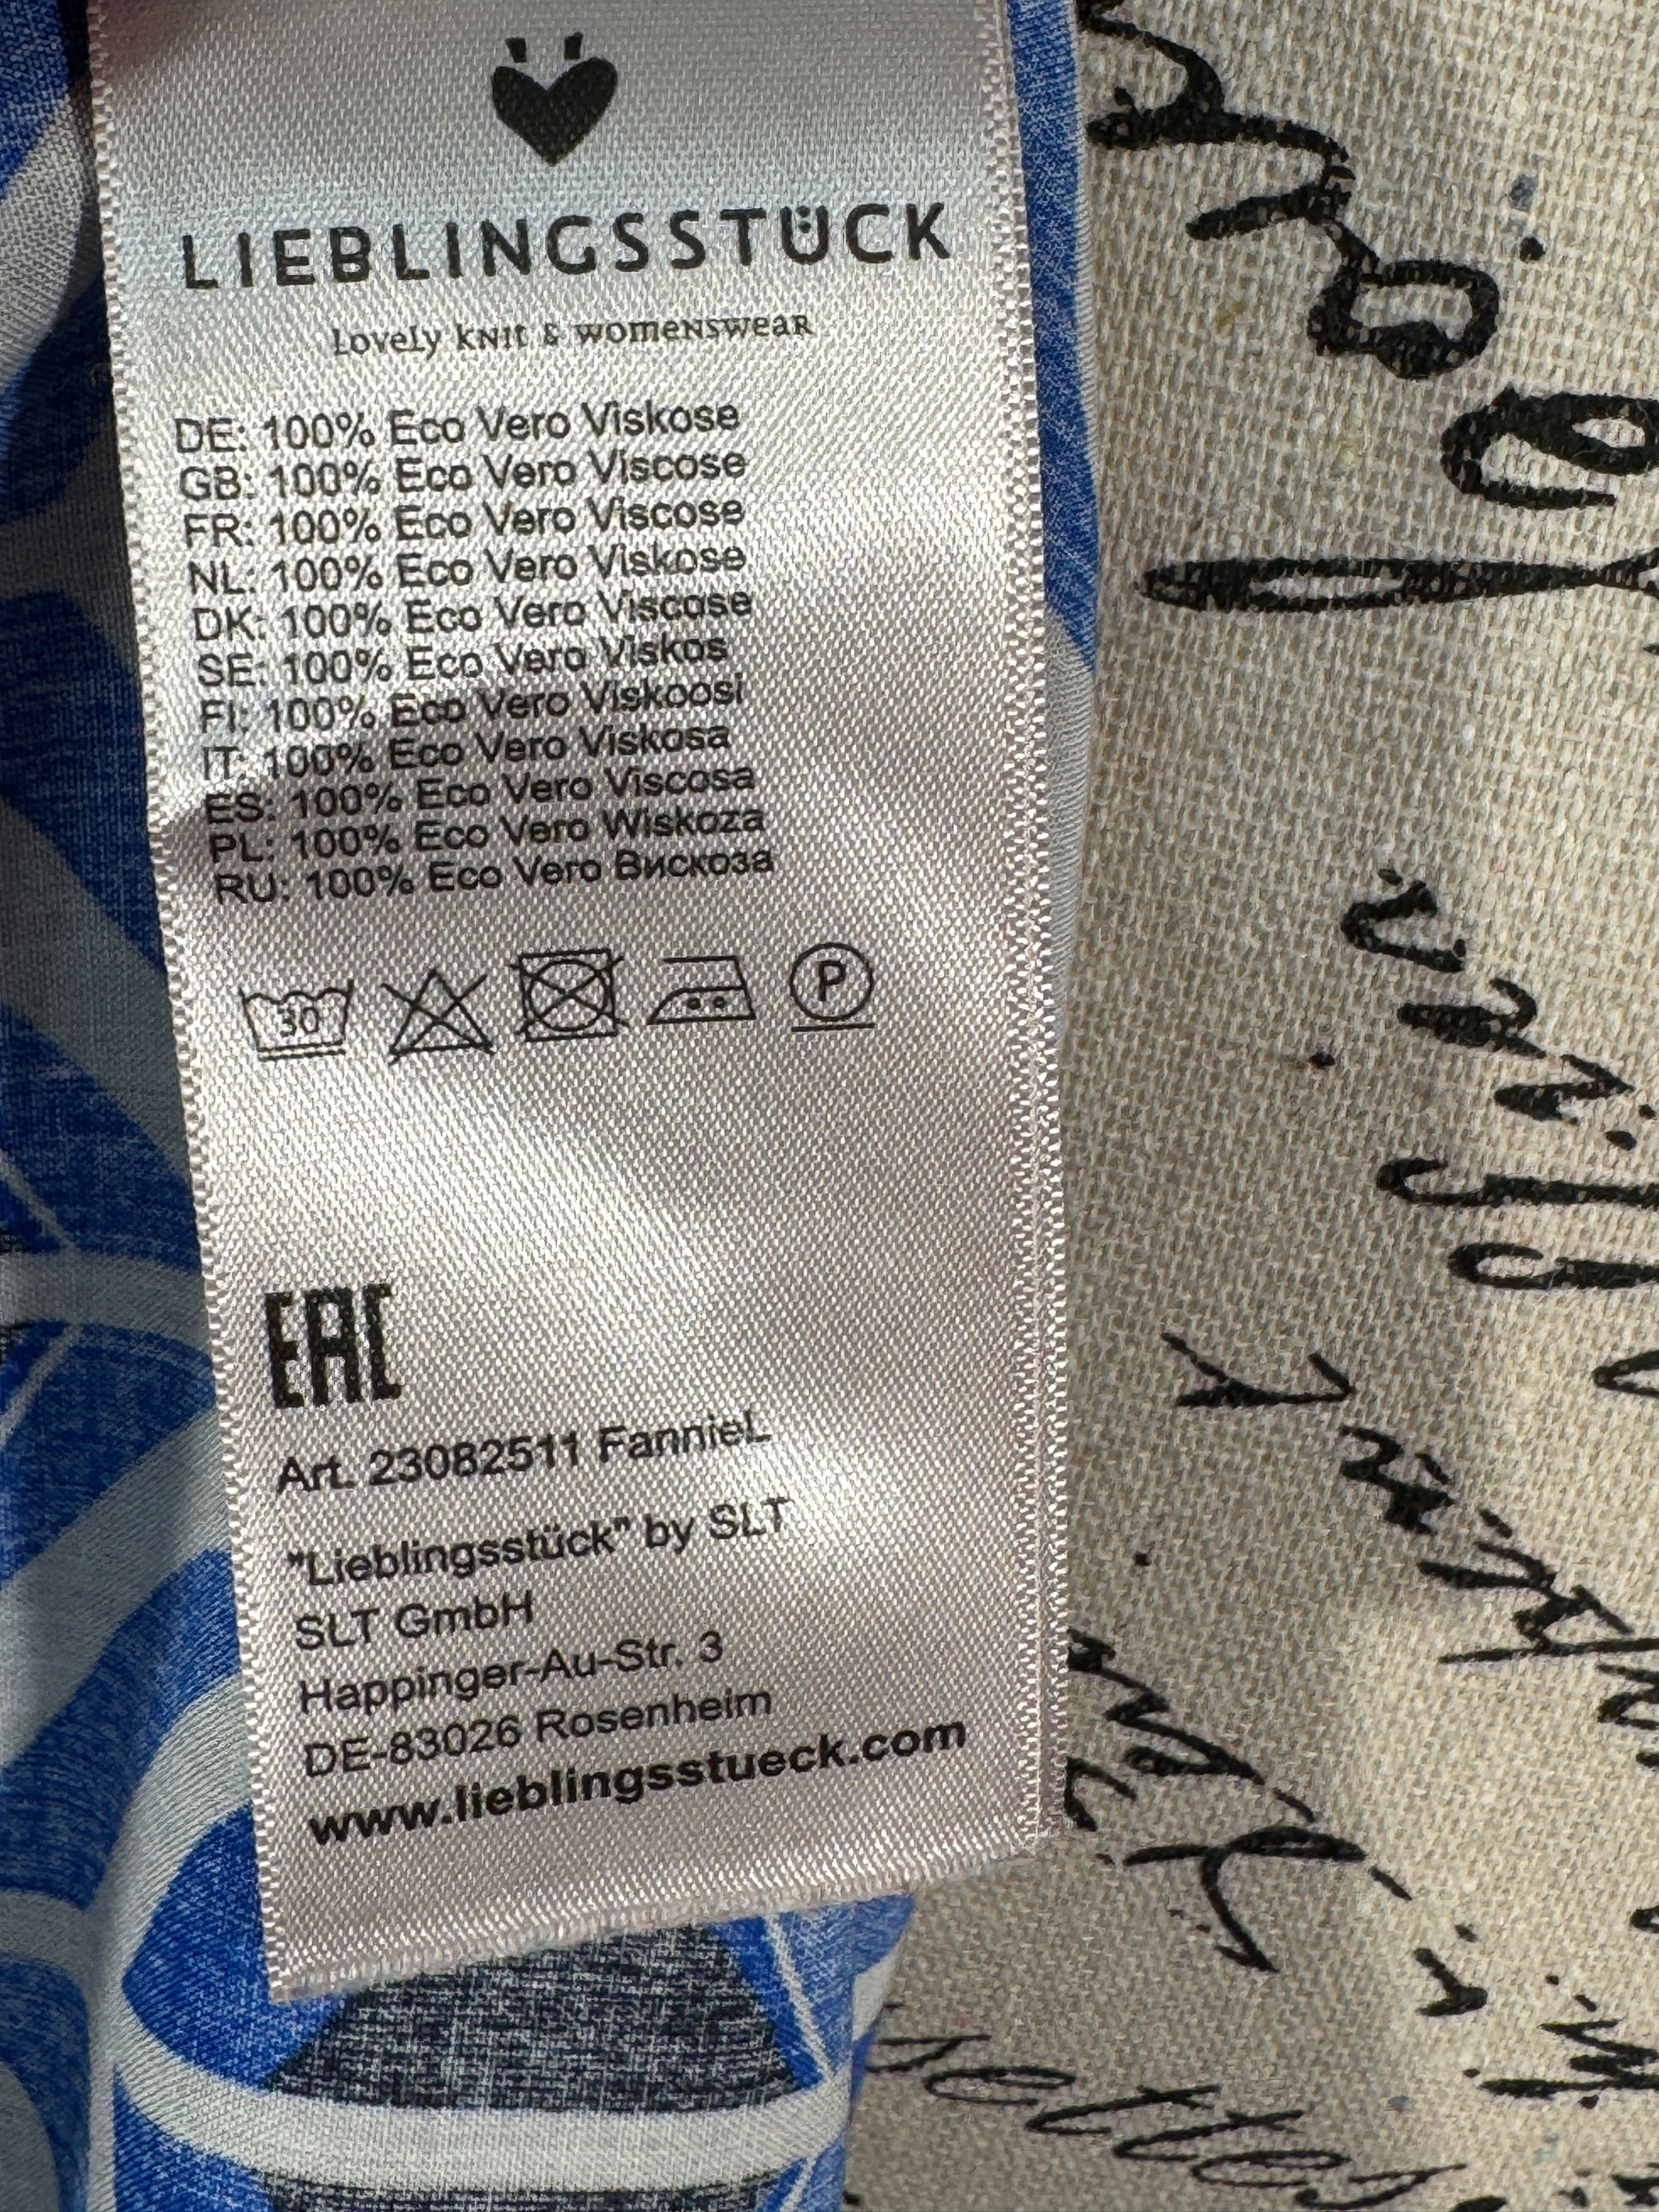 LIEBLINGSSTÜCK
Lovely knit & womenswear
DE: 100% Eco Vero Viskose
GB: 100% Eco Vero Viscose
FR: 100% Eco Vero Viscose
NL: 100% Eco Vero Viskose
DK: 100% Eco Vero Viscose
SE: 100% Eco Vero Viskos
FI: 100% Eco Vero Viskoosi
IT: 100% Eco Vero Viskosa
ES: 100% Eco Vero Viscosa
PL: 100% Eco Vero Wiskoza
RU: 100% Eco Vero Вискоза
30 P
EAC
Art. 23082511 FannieL
"Lieblingsstück" by SLT
SLT GmbH
Happinger-Au-Str. 3
DE-83026 Rosenheim
www.lieblingsstueck.com